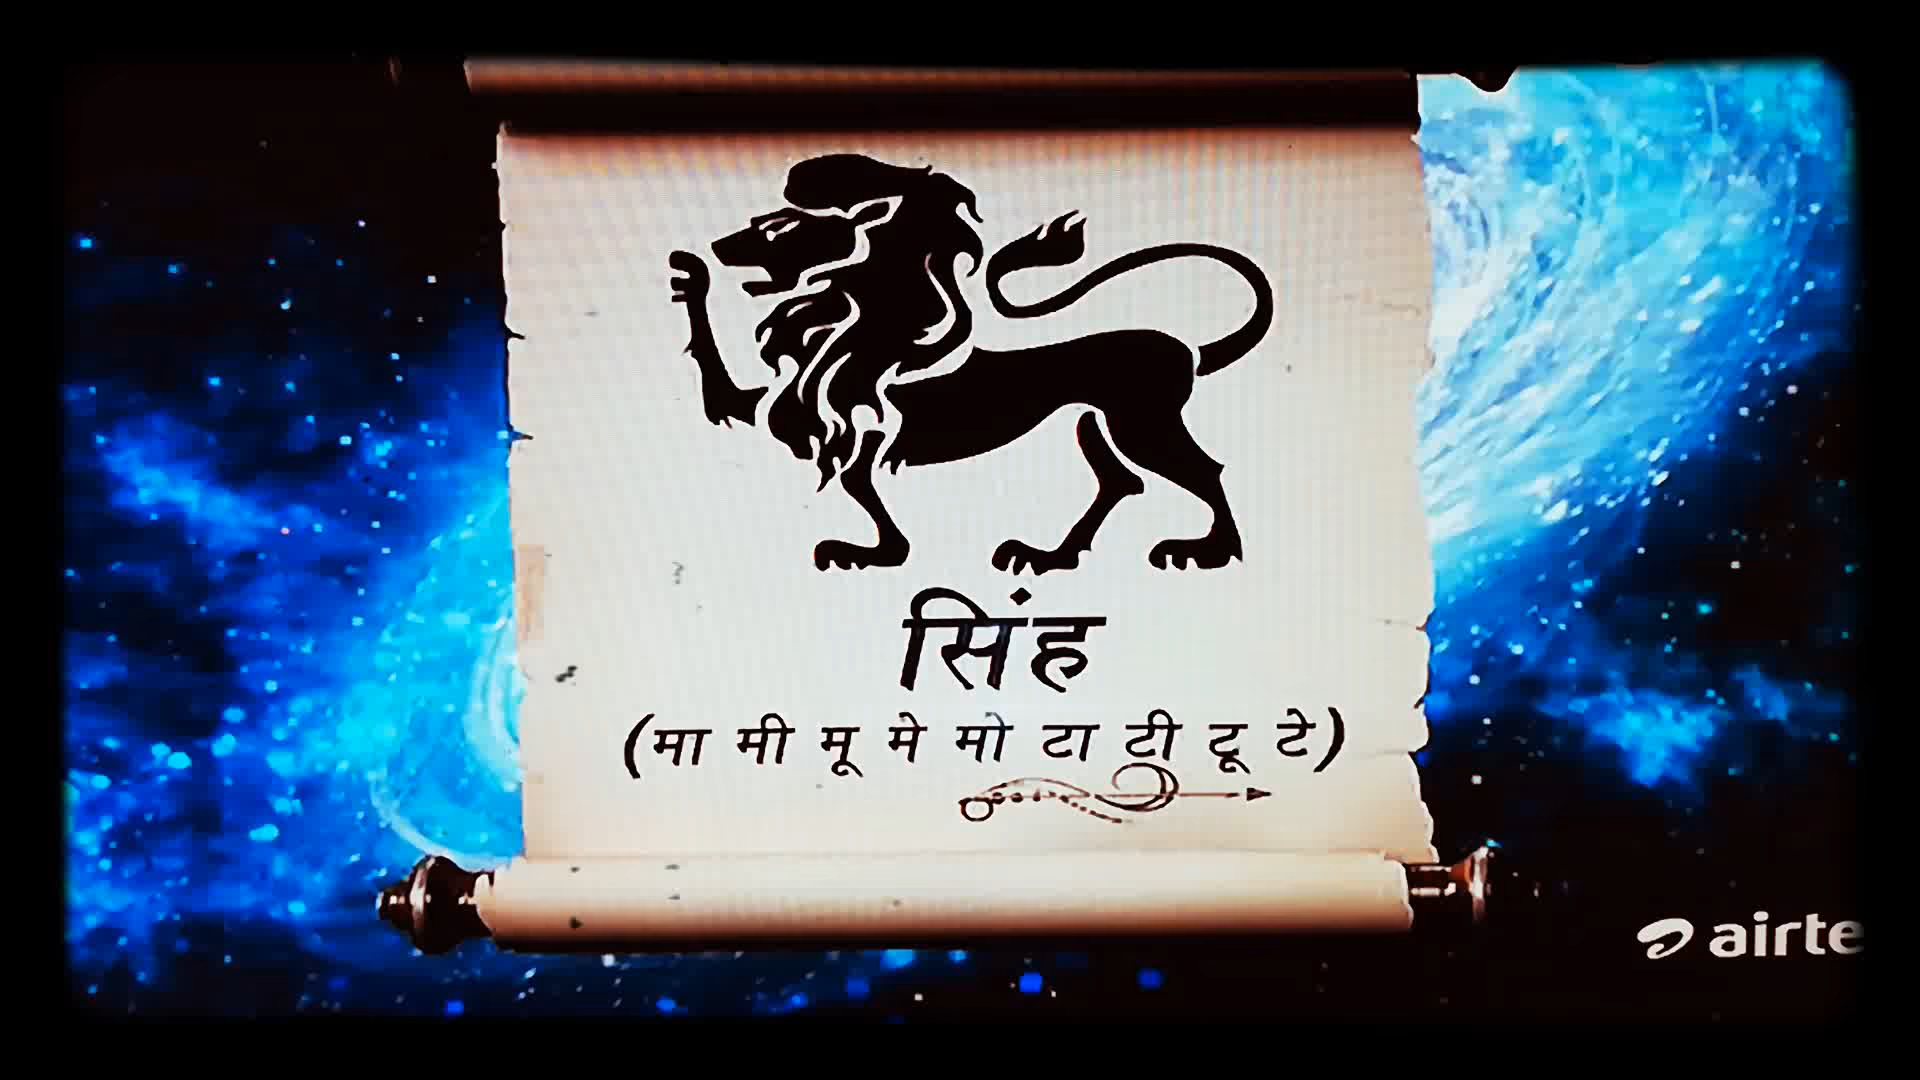 सिंह
(मा मी मू मे मो टा टी टू टे)
airte